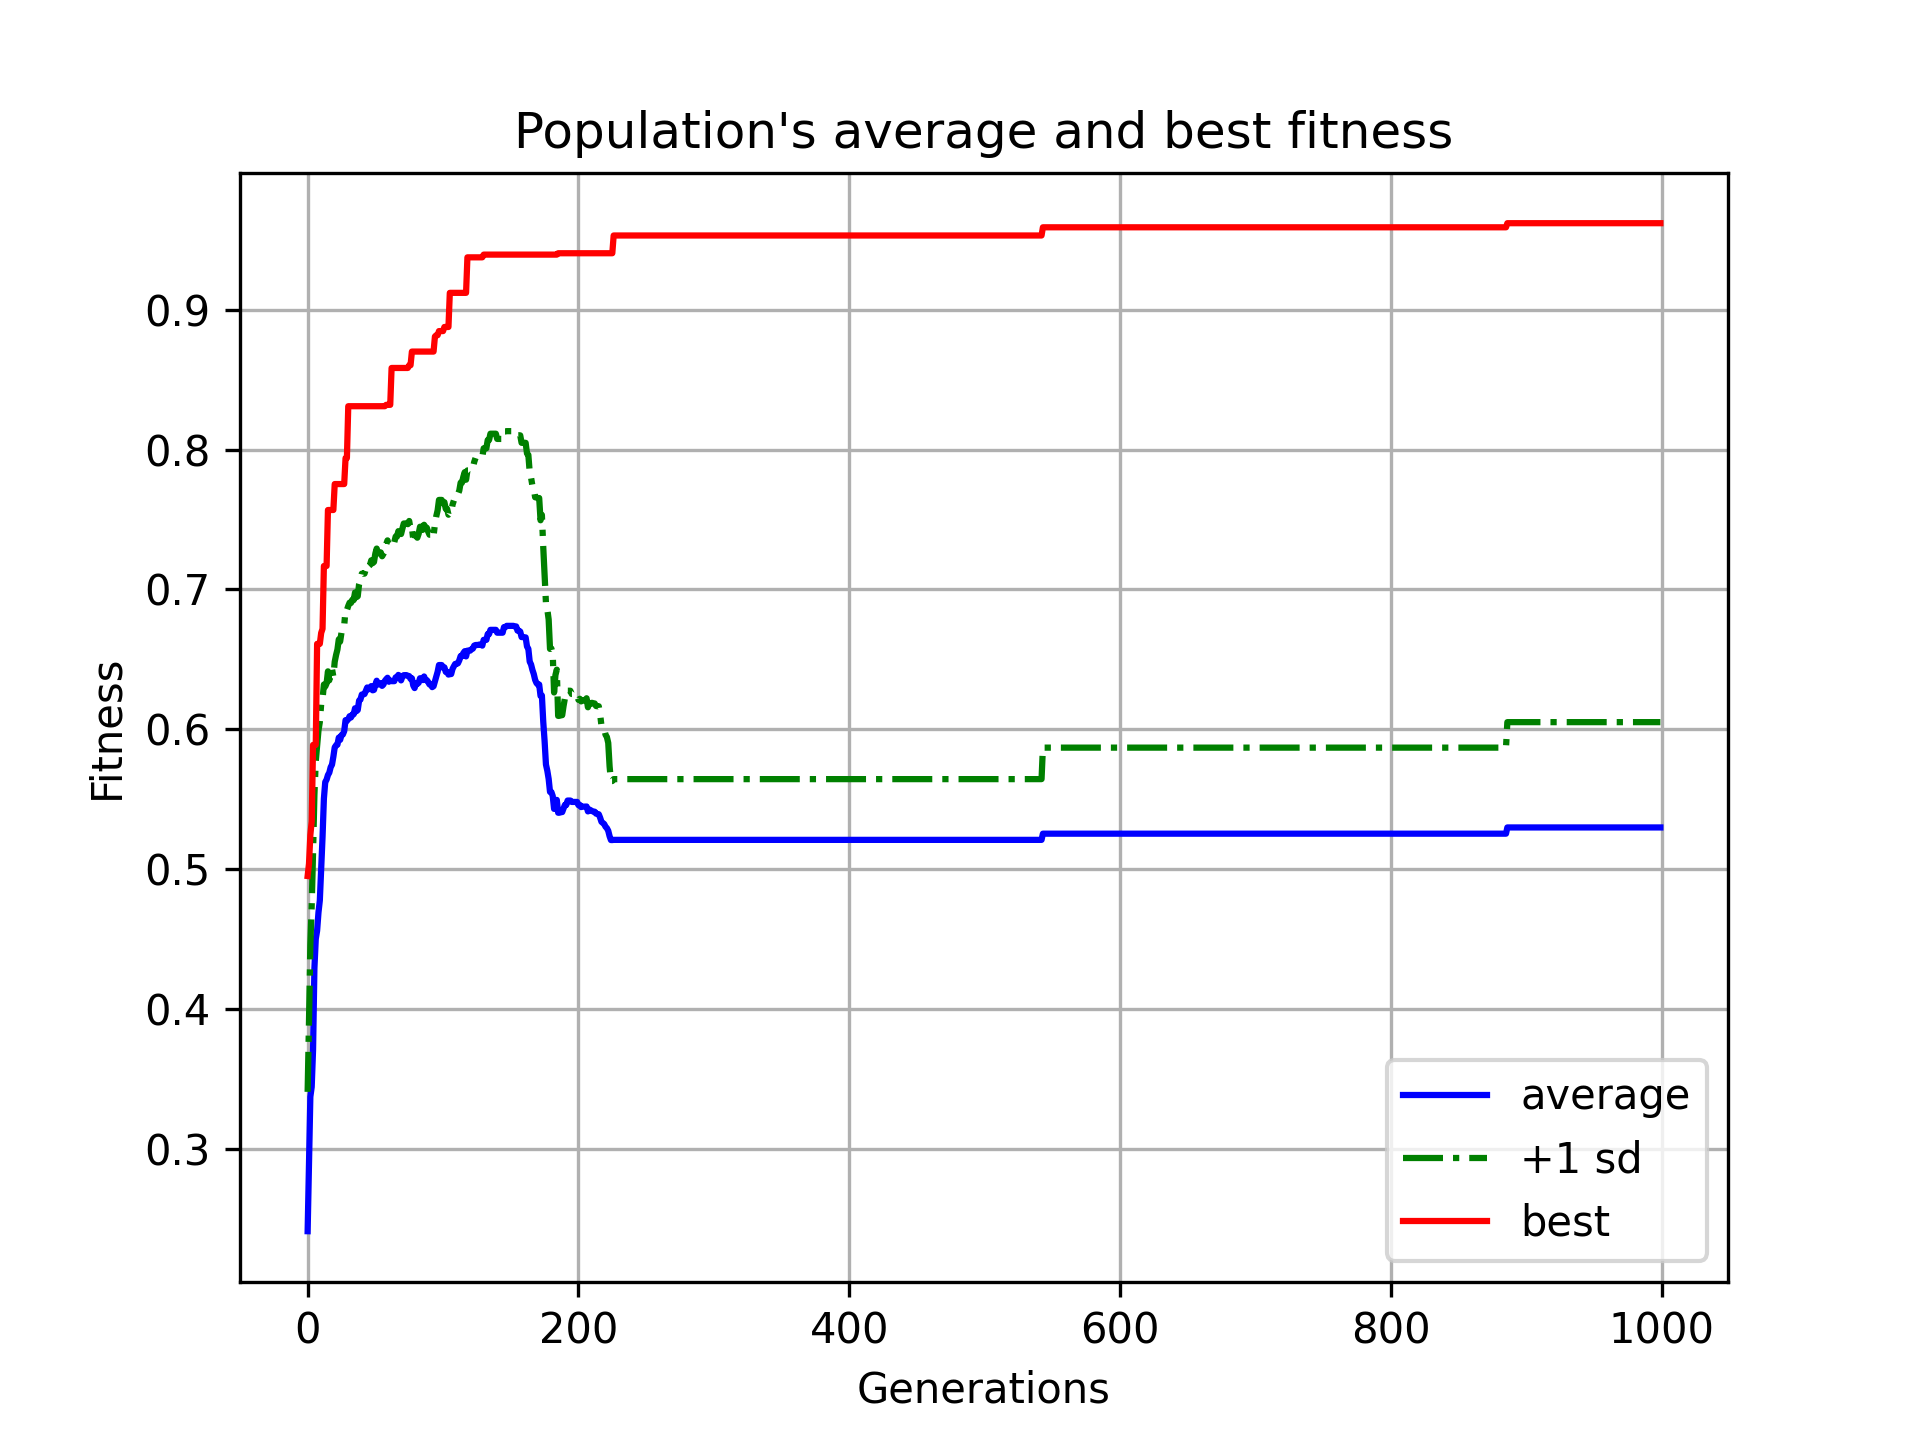 Population's average and best fitness
Fitness
0.9
0.8
0.7
0.6
0.5
0.4
0.3
average
+1 sd
best
0 200 400 600 800 1000
Generations